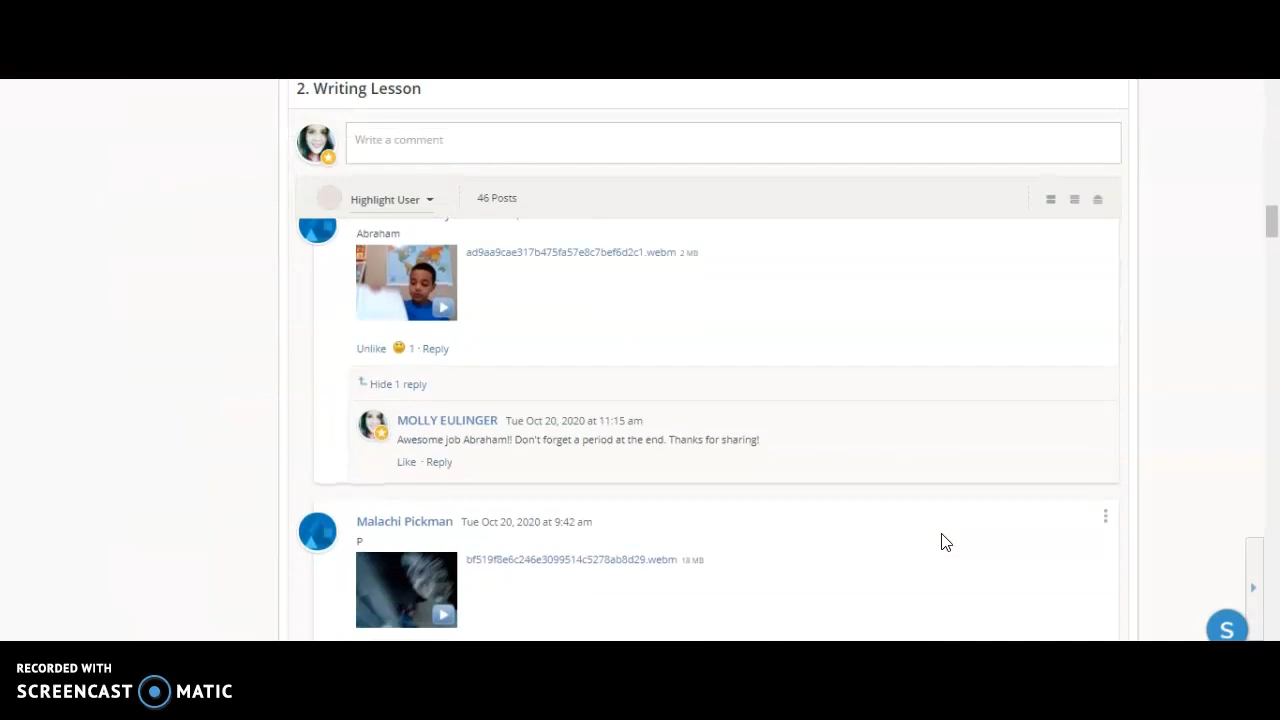 2. Writing Lesson
Write a comment
Highlight User
46 Posts
Abraham
ad9aa9cae317b475fa57e8c7bef6d2c1.webm 2 MB
Unlike 1 · Reply
Hide 1 reply
MOLLY EULINGER Tue Oct 20, 2020 at 11:15 am
Awesome job Abraham!! Don't forget a period at the end. Thanks for sharing!
Like · Reply
Malachi Pickman Tue Oct 20, 2020 at 9:42 am
P
bf519f8e6c246e3099514c5278ab8d29.webm 18 MB
S
RECORDED WITH
SCREENCAST MATIC